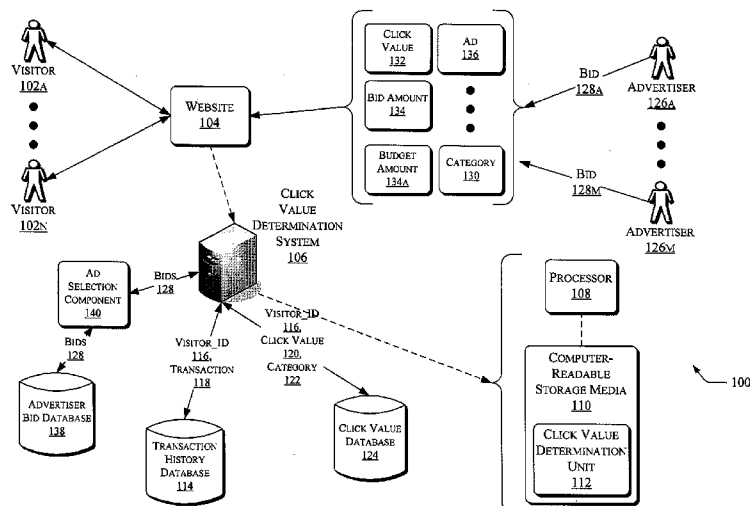 VISITOR
102A
VISITOR
102N
WEBSITE
104
CLICK
VALUE
132
AD
136
BID AMOUNT
134
BUDGET
AMOUNT
134A
CATEGORY
130
BID
128A
BID
128M
ADVERTISER
126A
ADVERTISER
126M
CLICK
VALUE
DETERMINATION
SYSTEM
106
AD
SELECTION
COMPONENT
140
BIDS
128
BIDS
128
ADVERTISER
BID DATABASE
138
VISITOR_ID
116,
TRANSACTION
118
TRANSACTION
HISTORY
DATABASE
114
VISITOR_ID
116,
CLICK VALUE
120,
CATEGORY
122
CLICK VALUE
DATABASE
124
PROCESSOR
108
COMPUTER-
READABLE
STORAGE MEDIA
110
CLICK VALUE
DETERMINATION
UNIT
112
100